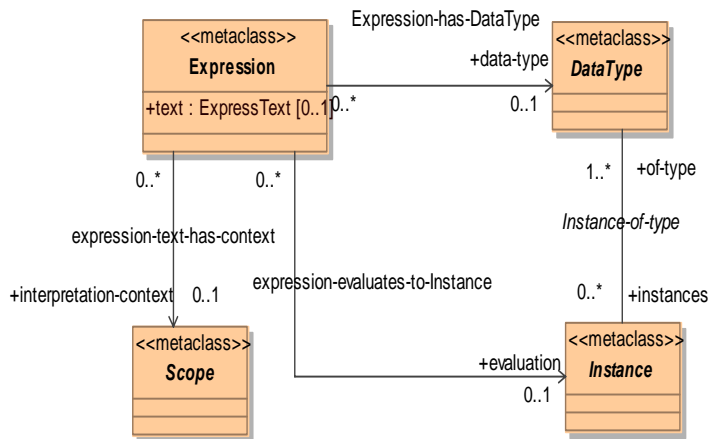 Expression-has-DataType
<<metaclass>>
Expression
+text : ExpressText [0..1]
0..*
+data-type
0..1
<<metaclass>>
DataType
0..*
0..*
1..*
+of-type
Instance-of-type
expression-text-has-context
expression-evaluates-to-Instance
+interpretation-context
0..1
0..*
+instances
<<metaclass>>
Scope
+evaluation
0..1
<<metaclass>>
Instance